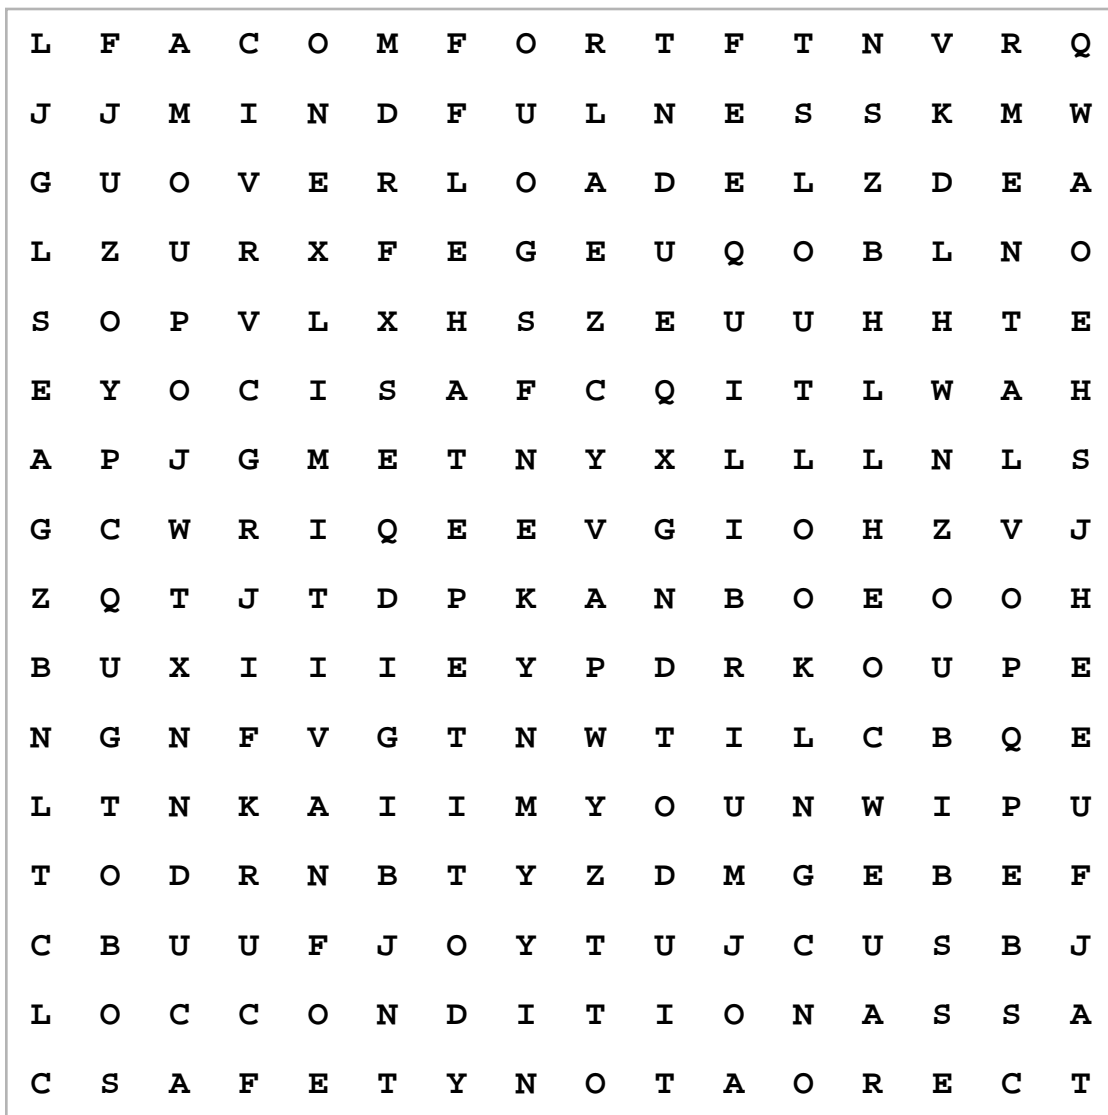 L F A C O M F O R T F T N V R Q
J J M I N D F U L N E S S K M W
G U O V E R L O A D E L Z D E A
L Z U R X F E G E U Q O B L N O
S O P V L X H S Z E U U H H T E
E Y O C I S A F C Q I T L W A H
A P J G M E T N Y X L L L N L S
G C W R I Q E E V G I O H Z V J
Z Q T J T D P K A N B O E O O H
B U X I I I E Y P D R K O U P E
N G N F V G T N W T I L C B Q E
L T N K A I I M Y O U N W I P U
T O D R N B T Y Z D M G E B E F
C B U U F J O Y T U J C U S B J
L O C C O N D I T I O N A S S A
C S A F E T Y N O T A O R E C T